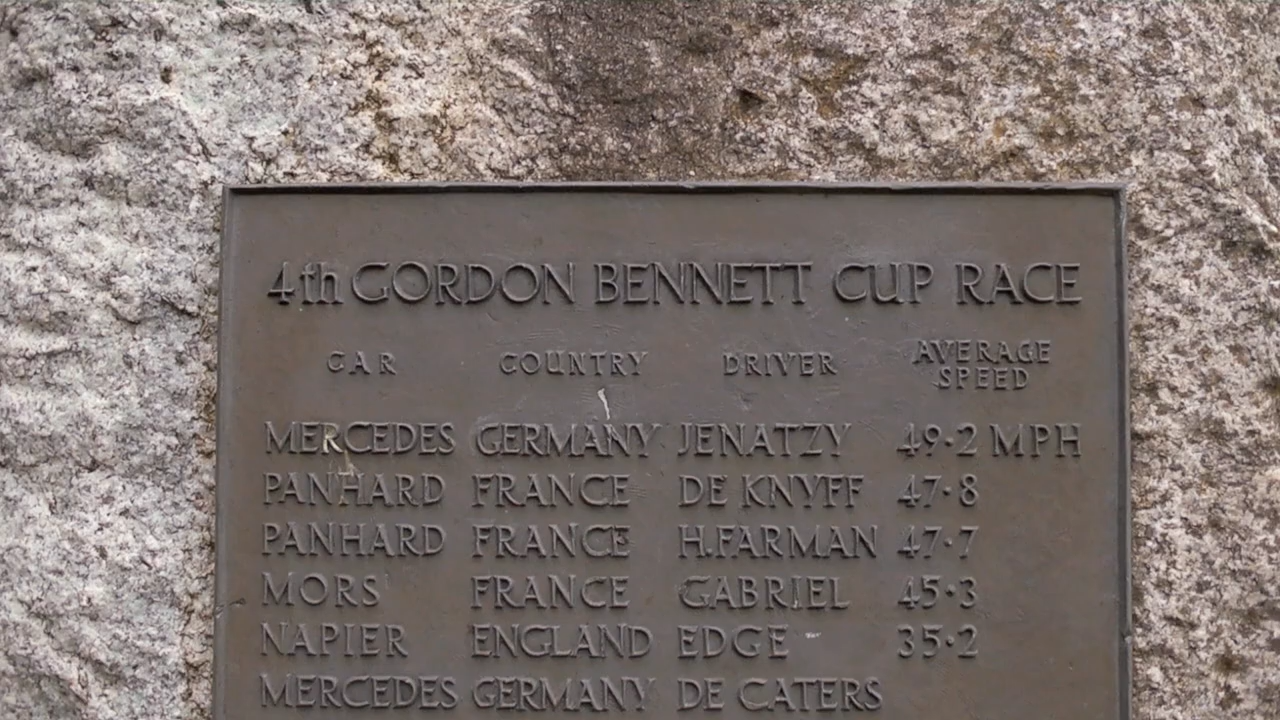 4th GORDON BENNETT CUP RACE
CAR COUNTRY DRIVER AVERAGE SPEED
MERCEDES GERMANY JENATZY 49·2 MPH
PANHARD FRANCE DE KNYFF 47·8
PANHARD FRANCE H.FARMAN 47·7
MORS FRANCE GABRIEL 45·3
NAPIER ENGLAND EDGE 35·2
MERCEDES GERMANY DE CATERS